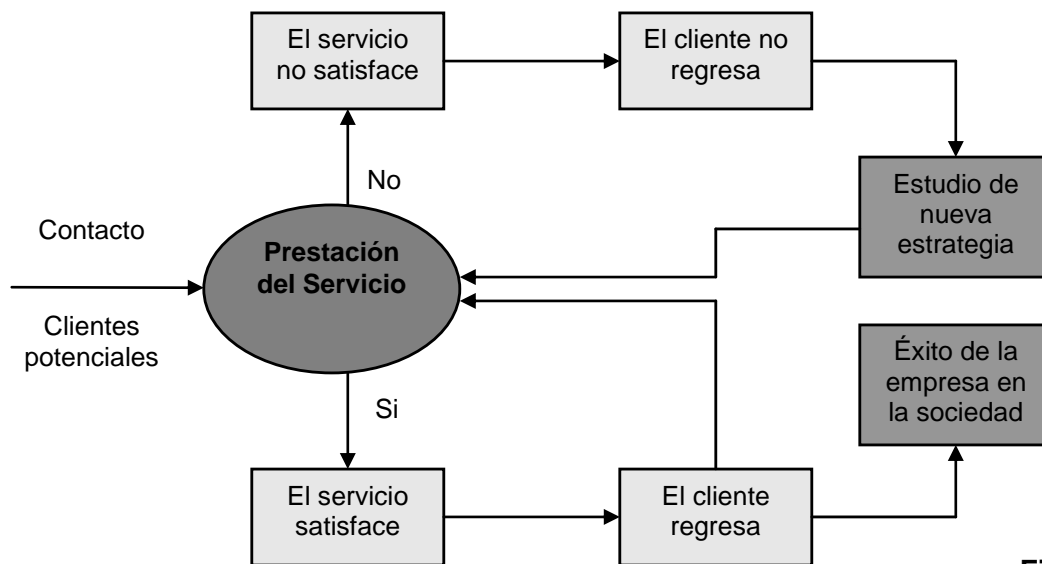 El servicio
no satisface
El cliente no
regresa
No
Estudio de
nueva
estrategia
Contacto
Prestación
del Servicio
Clientes
potenciales
Éxito de la
empresa en
la sociedad
Si
El servicio
satisface
El cliente
regresa